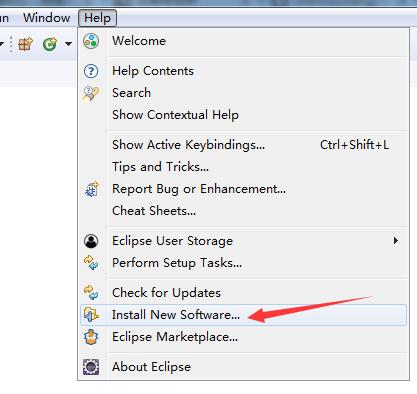 Window Help
Welcome
Help Contents
Search
Show Contextual Help
Show Active Keybindings... Ctrl+Shift+L
Tips and Tricks...
Report Bug or Enhancement...
Cheat Sheets...
Eclipse User Storage
Perform Setup Tasks...
Check for Updates
Install New Software...
Eclipse Marketplace...
About Eclipse